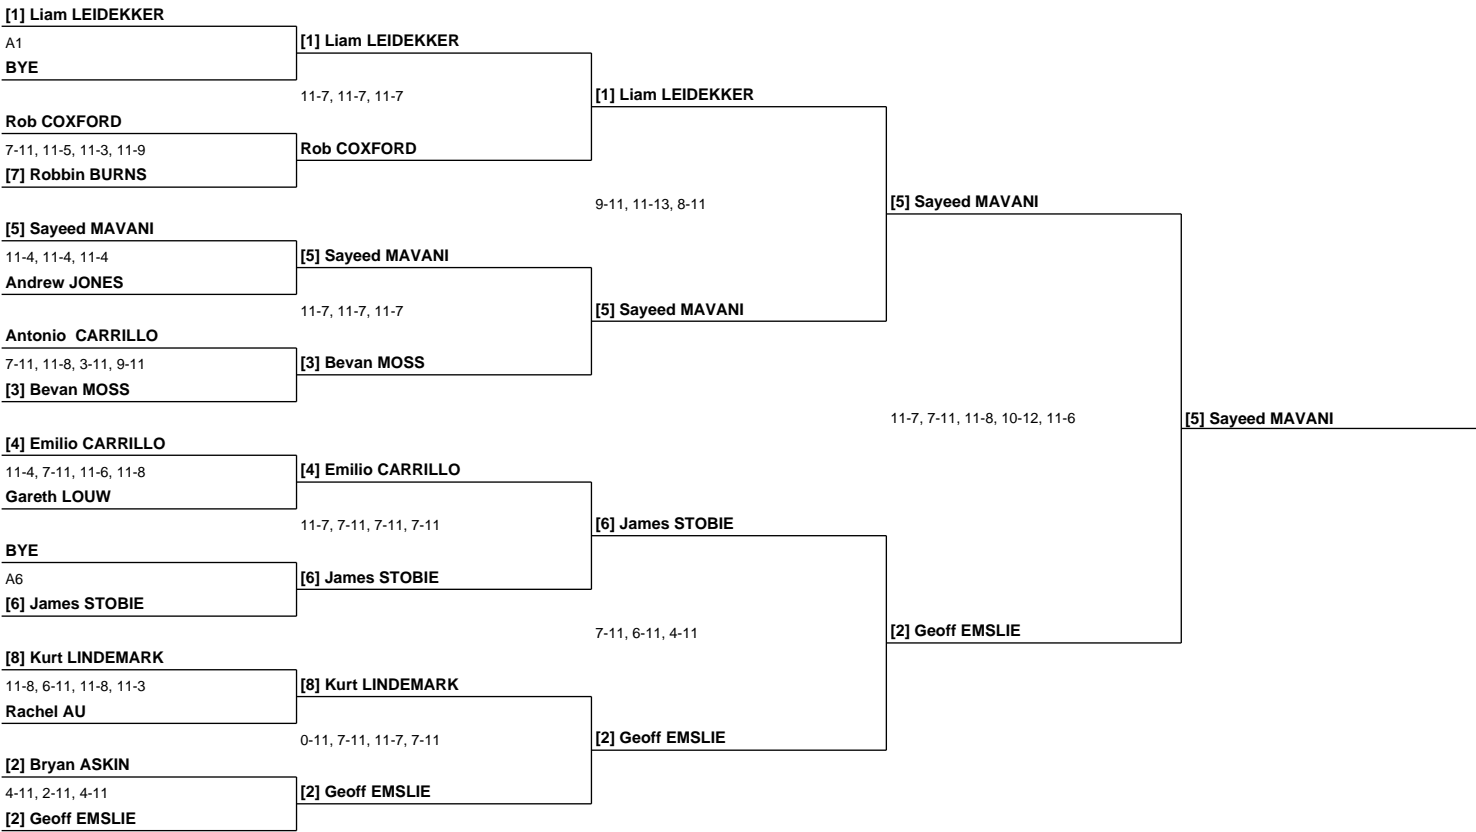 [1] Liam LEIDEKKER
A1
BYE
Rob COXFORD
7-11, 11-5, 11-3, 11-9
[7] Robbin BURNS
[5] Sayeed MAVANI
11-4, 11-4, 11-4
Andrew JONES
Antonio  CARRILLO
7-11, 11-8, 3-11, 9-11
[3] Bevan MOSS
[4] Emilio CARRILLO
11-4, 7-11, 11-6, 11-8
Gareth LOUW
BYE
A6
[6] James STOBIE
[8] Kurt LINDEMARK
11-8, 6-11, 11-8, 11-3
Rachel AU
[2] Bryan ASKIN
4-11, 2-11, 4-11
[2] Geoff EMSLIE
[1] Liam LEIDEKKER
11-7, 11-7, 11-7
Rob COXFORD
[5] Sayeed MAVANI
11-7, 11-7, 11-7
[3] Bevan MOSS
[4] Emilio CARRILLO
11-7, 7-11, 7-11, 7-11
[6] James STOBIE
[8] Kurt LINDEMARK
0-11, 7-11, 11-7, 7-11
[2] Geoff EMSLIE
[1] Liam LEIDEKKER
9-11, 11-13, 8-11
[5] Sayeed MAVANI
[6] James STOBIE
7-11, 6-11, 4-11
[2] Geoff EMSLIE
[5] Sayeed MAVANI
11-7, 7-11, 11-8, 10-12, 11-6
[2] Geoff EMSLIE
[5] Sayeed MAVANI